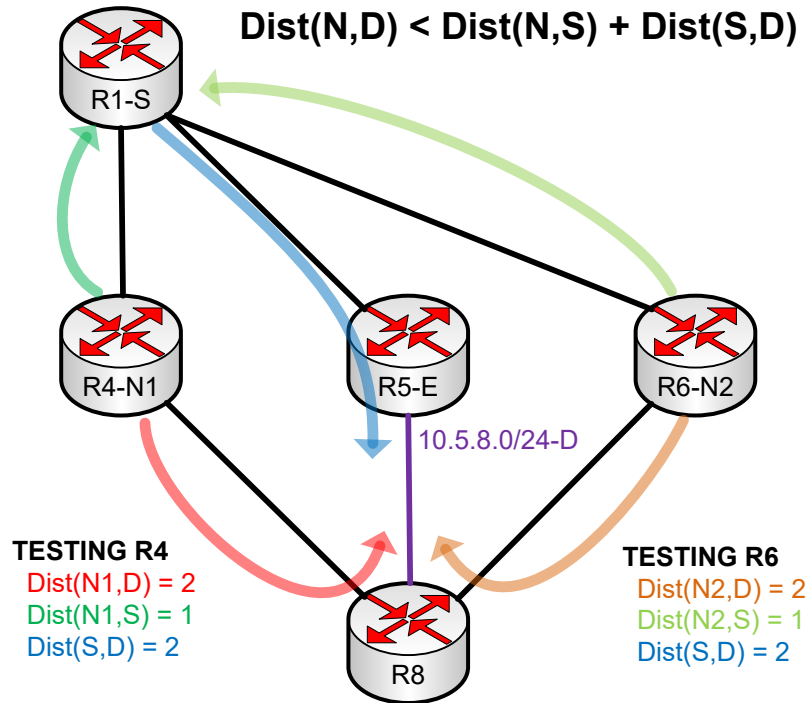 Dist(N,D) < Dist(N,S) + Dist(S,D)
R1-S
R4-N1
R5-E
R6-N2
10.5.8.0/24-D
TESTING R4
Dist(N1,D) = 2
Dist(N1,S) = 1
Dist(S,D) = 2
TESTING R6
Dist(N2,D) = 2
Dist(N2,S) = 1
Dist(S,D) = 2
R8